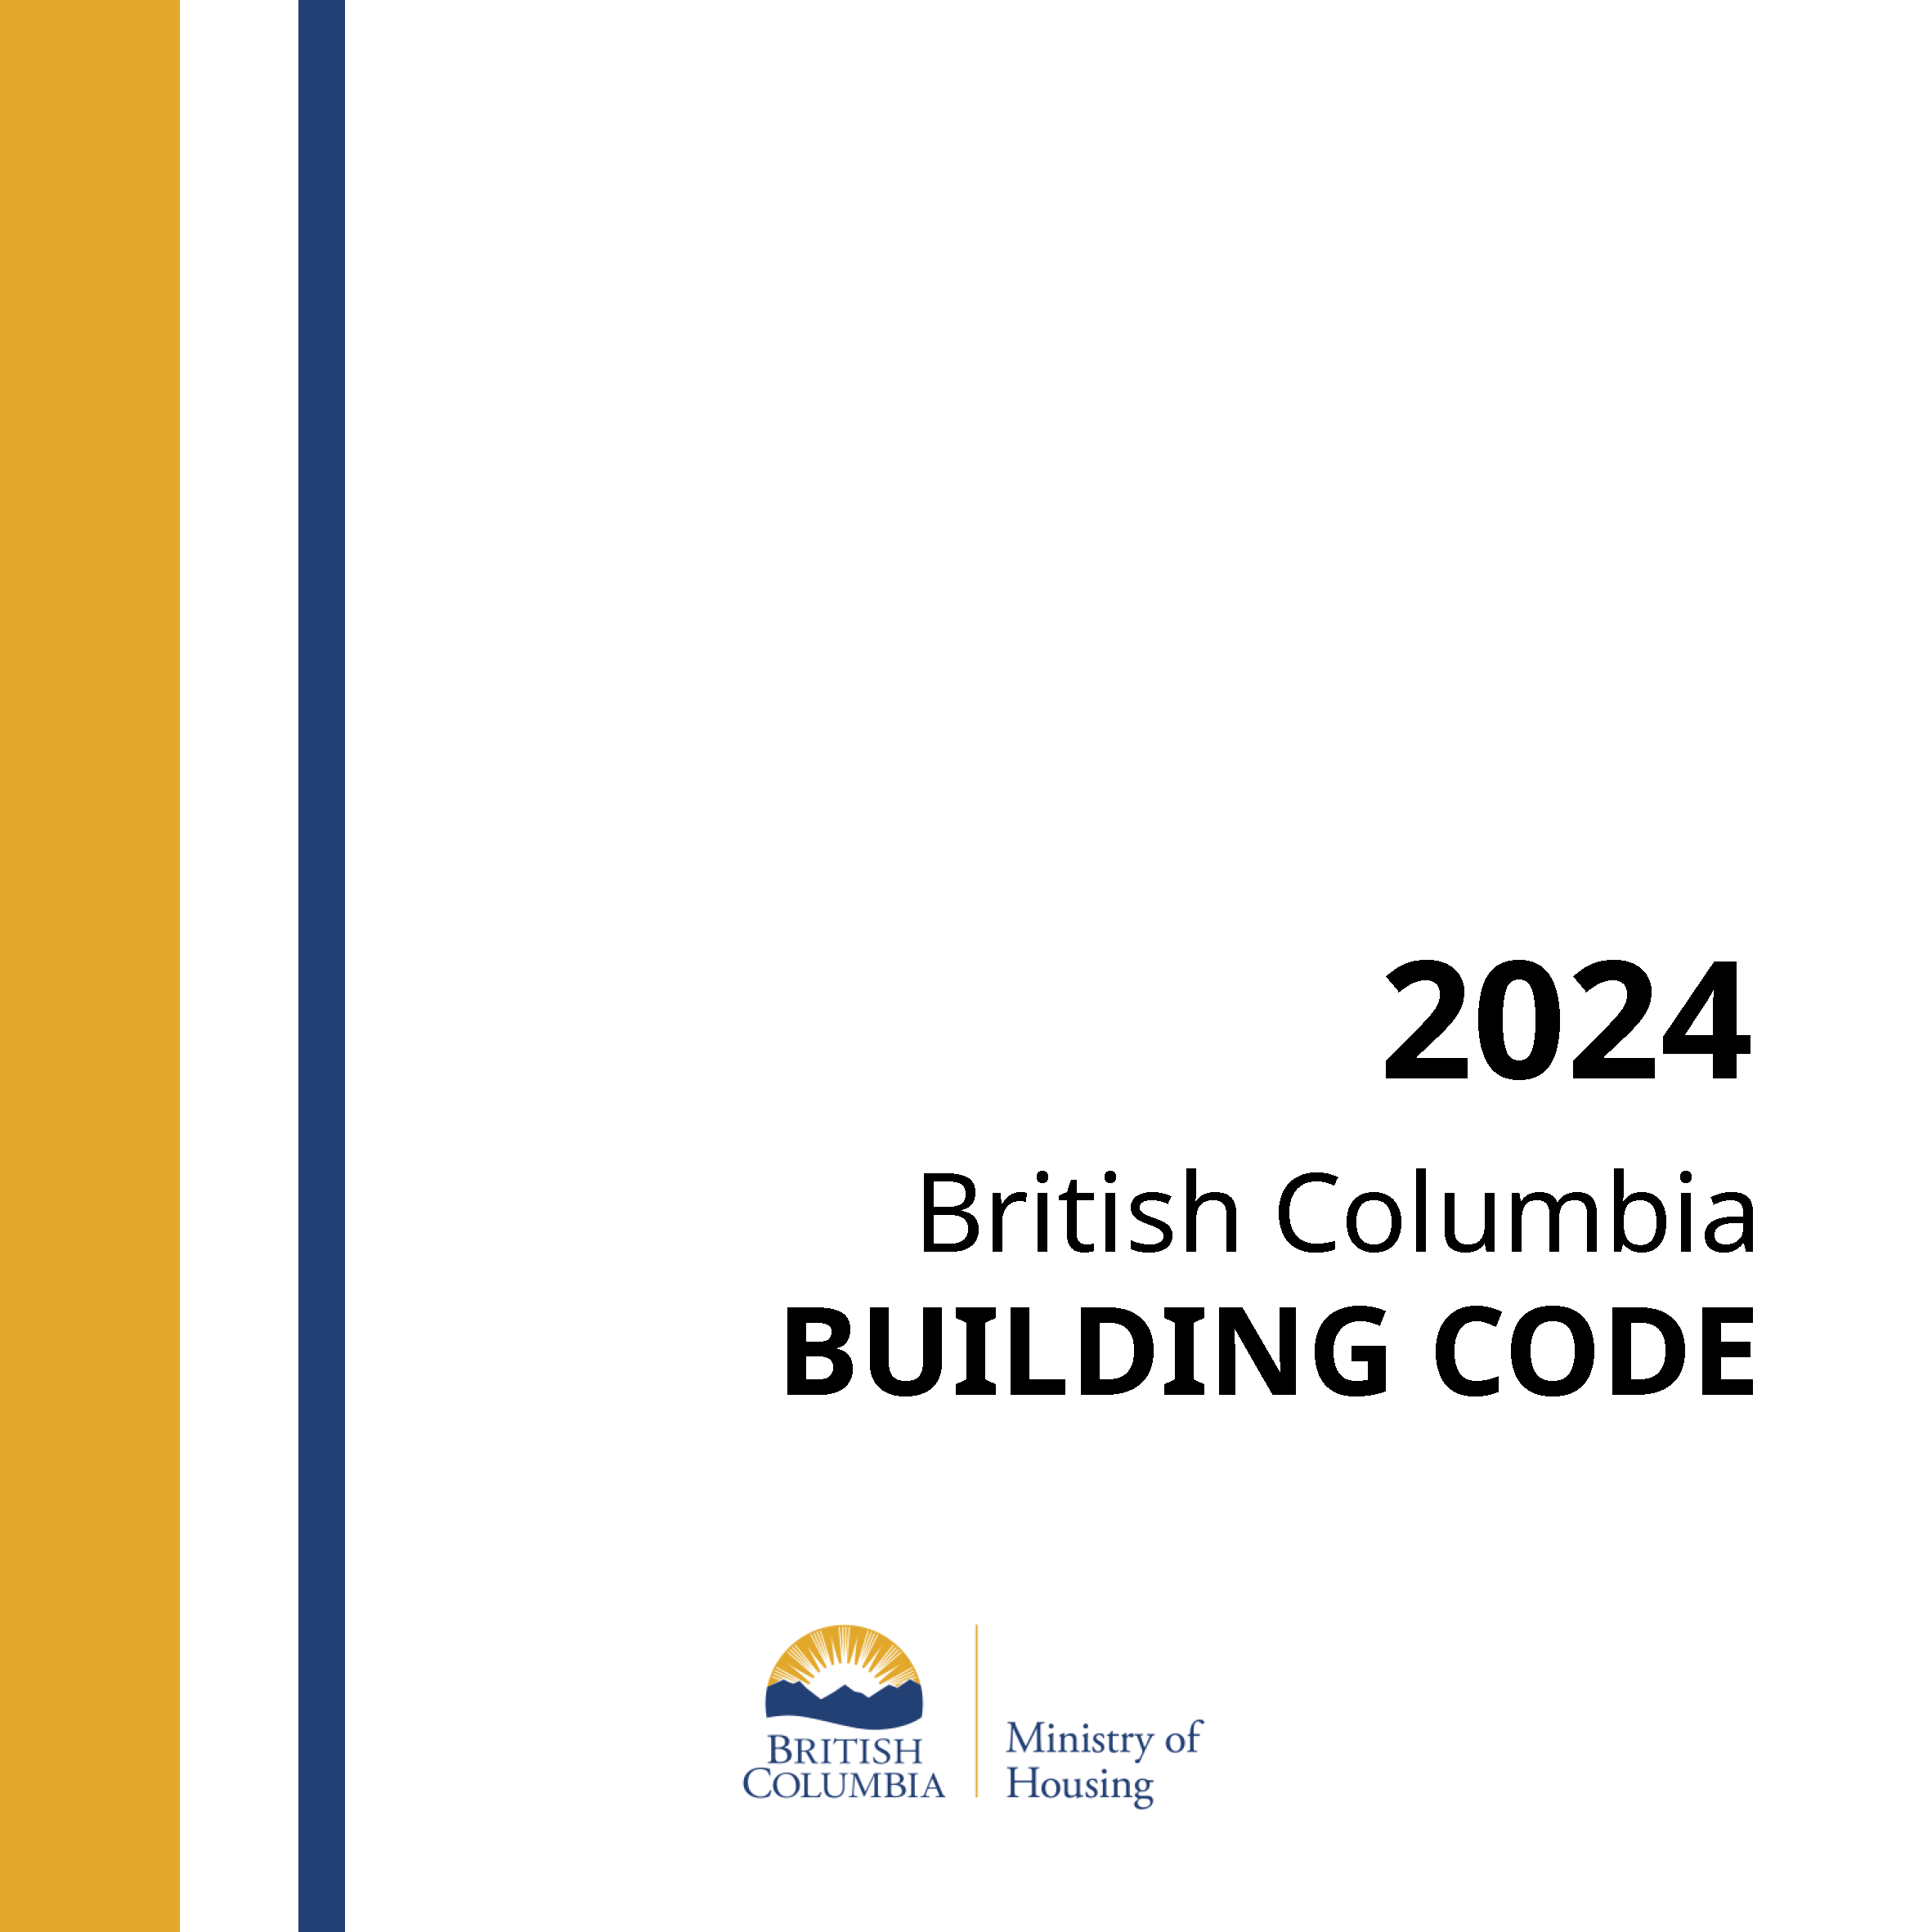 2024
British Columbia
BUILDING CODE
BRITISH
COLUMBIA
Ministry of
Housing